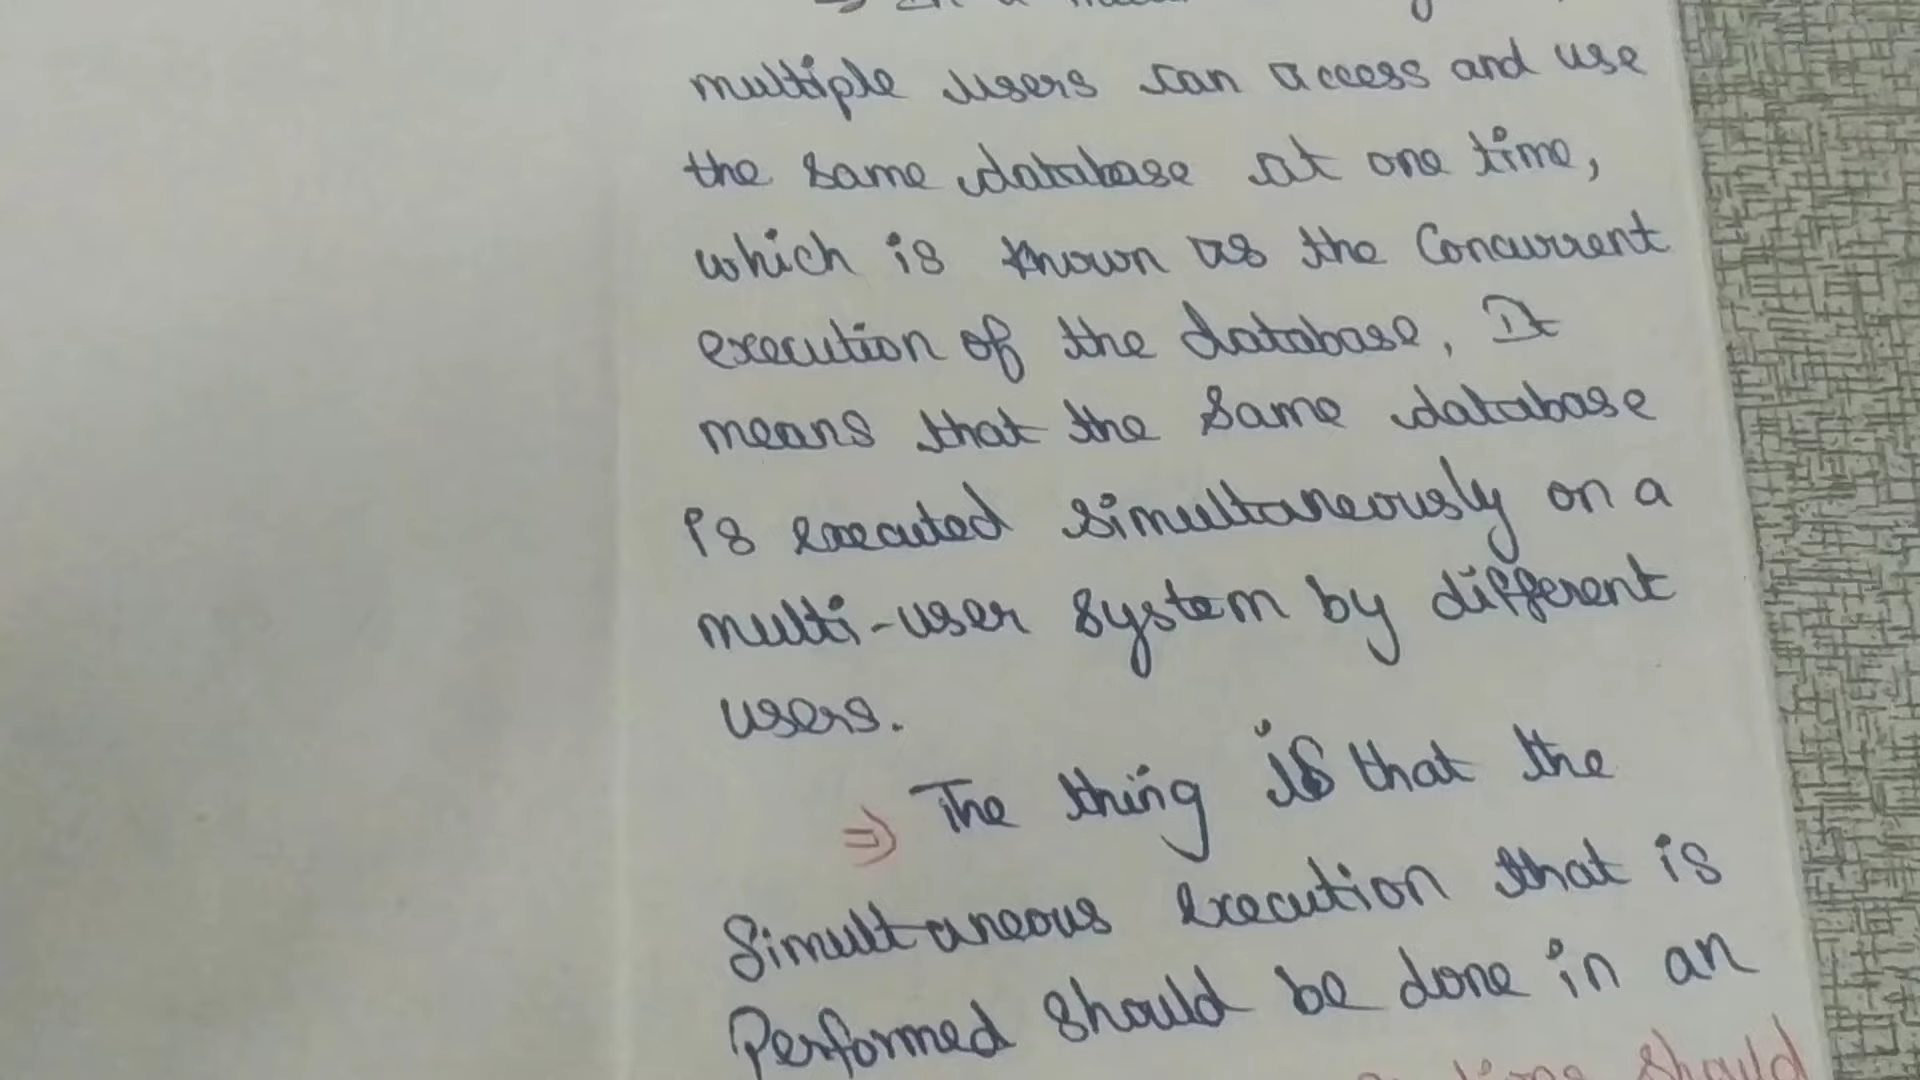 multiple users can access and use
the same database at one time,
which is known as the Concurrent
execution of the database, It
means that the same database
is executed simultaneously on a
multi-user system by different
users.
⇒ The thing is that the
Simultaneous execution that is
Performed should be done in an
should